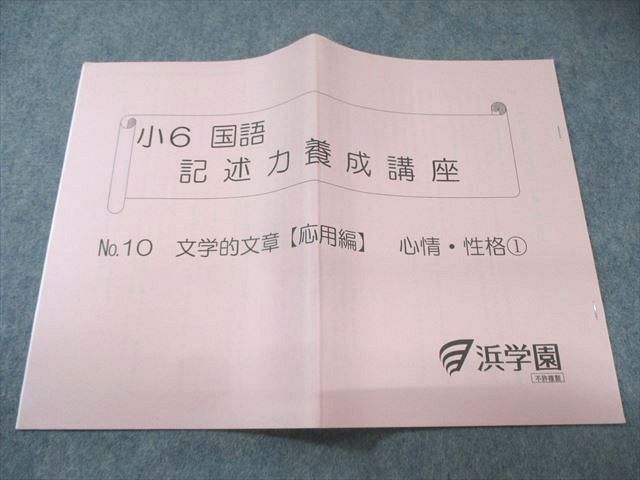 小6 国語
記述力養成講座
No.10 文学的文章【応用編】 心情・性格①
浜学園
不許複製